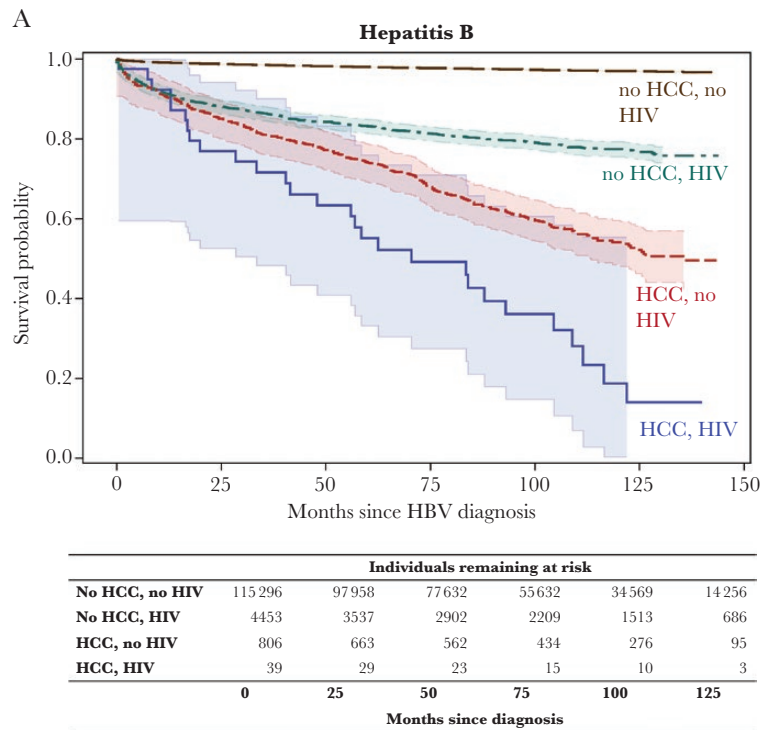 A
Hepatitis B
1.0
0.8
0.6
0.4
0.2
0.0
Survival probablity
no HCC, no
HIV
no HCC, HIV
HCC, no
HIV
HCC, HIV
0 25 50 75 100 125 150
Months since HBV diagnosis
Individuals remaining at risk
No HCC, no HIV 115 296 97 958 77 632 55 632 34 569 14 256
No HCC, HIV 4453 3537 2902 2209 1513 686
HCC, no HIV 806 663 562 434 276 95
HCC, HIV 39 29 23 15 10 3
0 25 50 75 100 125
Months since diagnosis